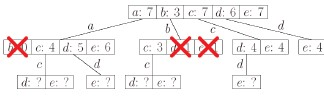 a: 7 b: 3 c: 7 d: 6 e: 7
a b c d
c: 4 d: 5 e: 6 c: 3 d: 4 e: 4 e: 4
c d c d
d: ? e: ? e: ? d: ? e: ? e: ?